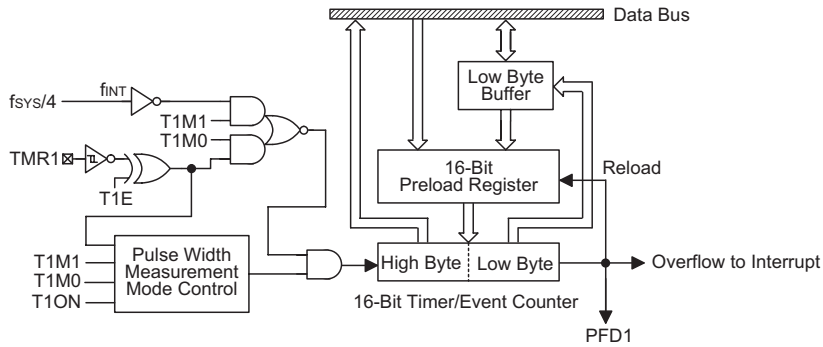 Data Bus
fSYS/4
fINT
T1M1
T1M0
TMR1
T1E
Low Byte
Buffer
16-Bit
Preload Register
Reload
T1M1
T1M0
T1ON
Pulse Width
Measurement
Mode Control
High Byte
Low Byte
Overflow to Interrupt
16-Bit Timer/Event Counter
PFD1